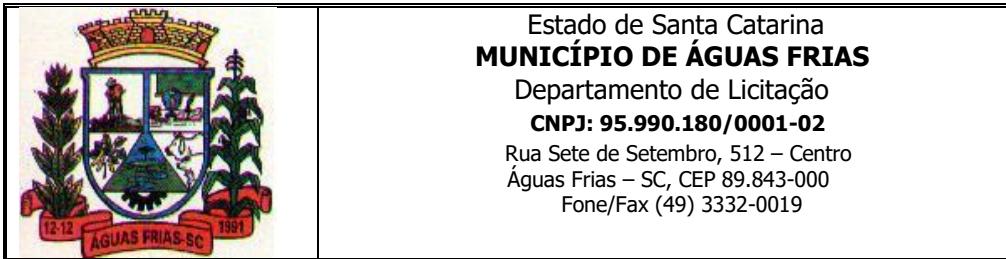 Estado de Santa Catarina
MUNICÍPIO DE ÁGUAS FRIAS
Departamento de Licitação
CNPJ: 95.990.180/0001-02
Rua Sete de Setembro, 512 – Centro
Águas Frias – SC, CEP 89.843-000
Fone/Fax (49) 3332-0019
12-12
ÁGUAS FRIAS-SC
1991